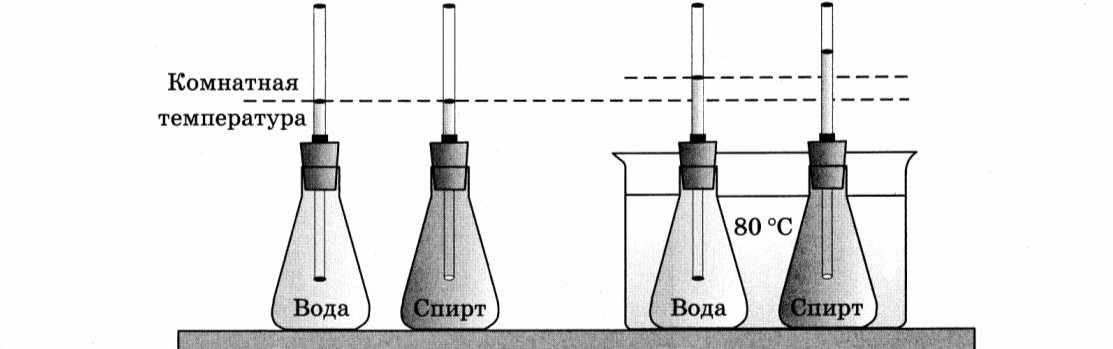 Комнатная
температура
80 °C
Вода
Спирт
Вода
Спирт